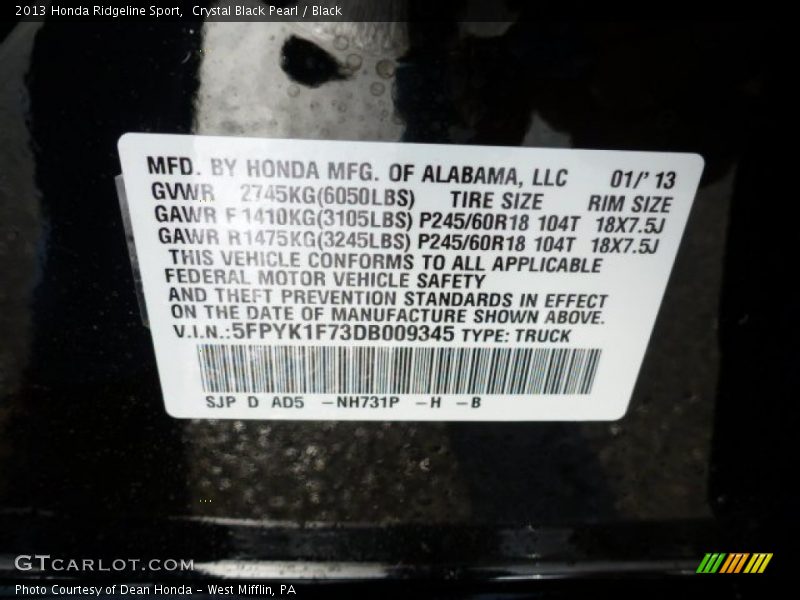 2013 Honda Ridgeline Sport, Crystal Black Pearl / Black
MFD. BY HONDA MFG. OF ALABAMA, LLC 01/' 13
GVWR 2745KG(6050LBS) TIRE SIZE RIM SIZE
GAWR F 1410KG(3105LBS) P245/60R18 104T 18X7.5J
GAWR R 1475KG(3245LBS) P245/60R18 104T 18X7.5J
THIS VEHICLE CONFORMS TO ALL APPLICABLE
FEDERAL MOTOR VEHICLE SAFETY
AND THEFT PREVENTION STANDARDS IN EFFECT
ON THE DATE OF MANUFACTURE SHOWN ABOVE.
V.I.N.:5FPYK1F73DB009345 TYPE: TRUCK
SJP D AD5 -NH731P -H -B
GTCARLOT.COM
Photo Courtesy of Dean Honda - West Mifflin, PA